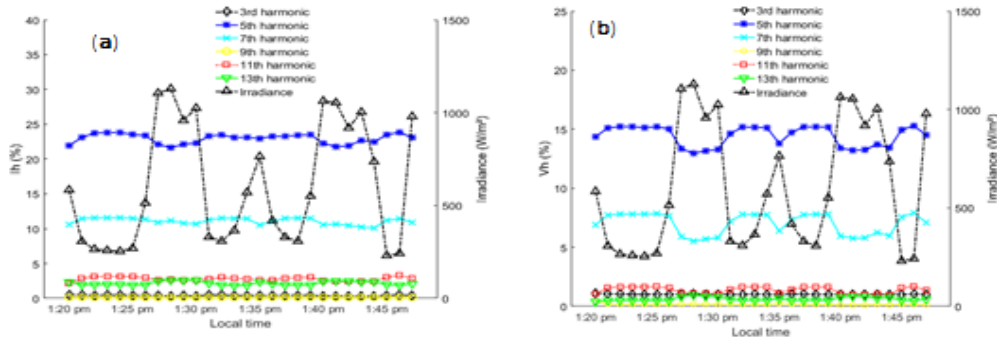 (a)
3rd harmonic
5th harmonic
7th harmonic
9th harmonic
11th harmonic
13th harmonic
Irradiance
Ih (%)
40
35
30
25
20
15
10
5
0
1500
1000
500
0
Irradiance (W/m²)
1:20 pm 1:25 pm 1:30 pm 1:35 pm 1:40 pm 1:45 pm
Local time
(b)
3rd harmonic
5th harmonic
7th harmonic
9th harmonic
11th harmonic
13th harmonic
Irradiance
Vh (%)
25
20
15
10
5
0
1500
1000
500
0
Irradiance (W/m²)
1:20 pm 1:25 pm 1:30 pm 1:35 pm 1:40 pm 1:45 pm
Local time